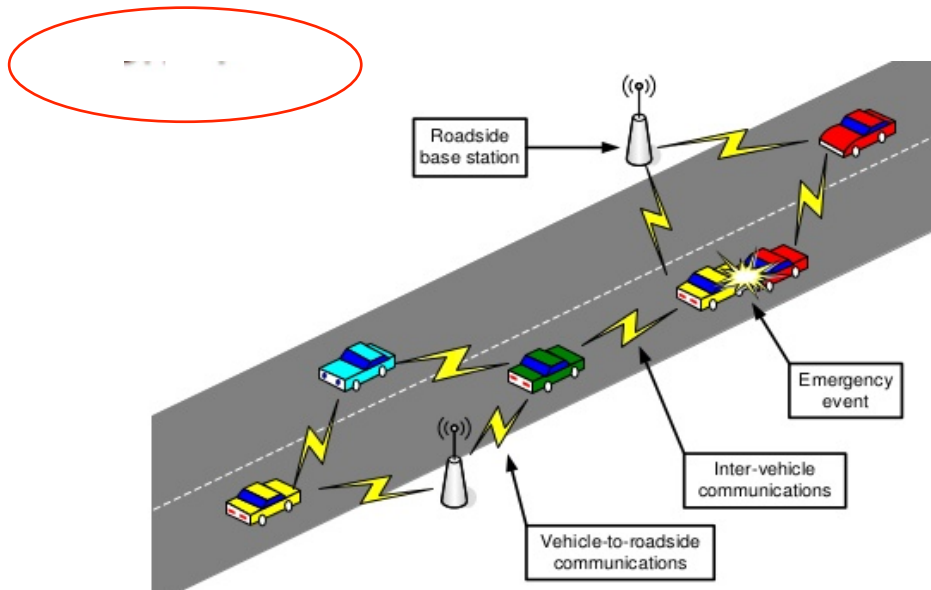 Roadside
base station
Emergency
event
Inter-vehicle
communications
Vehicle-to-roadside
communications